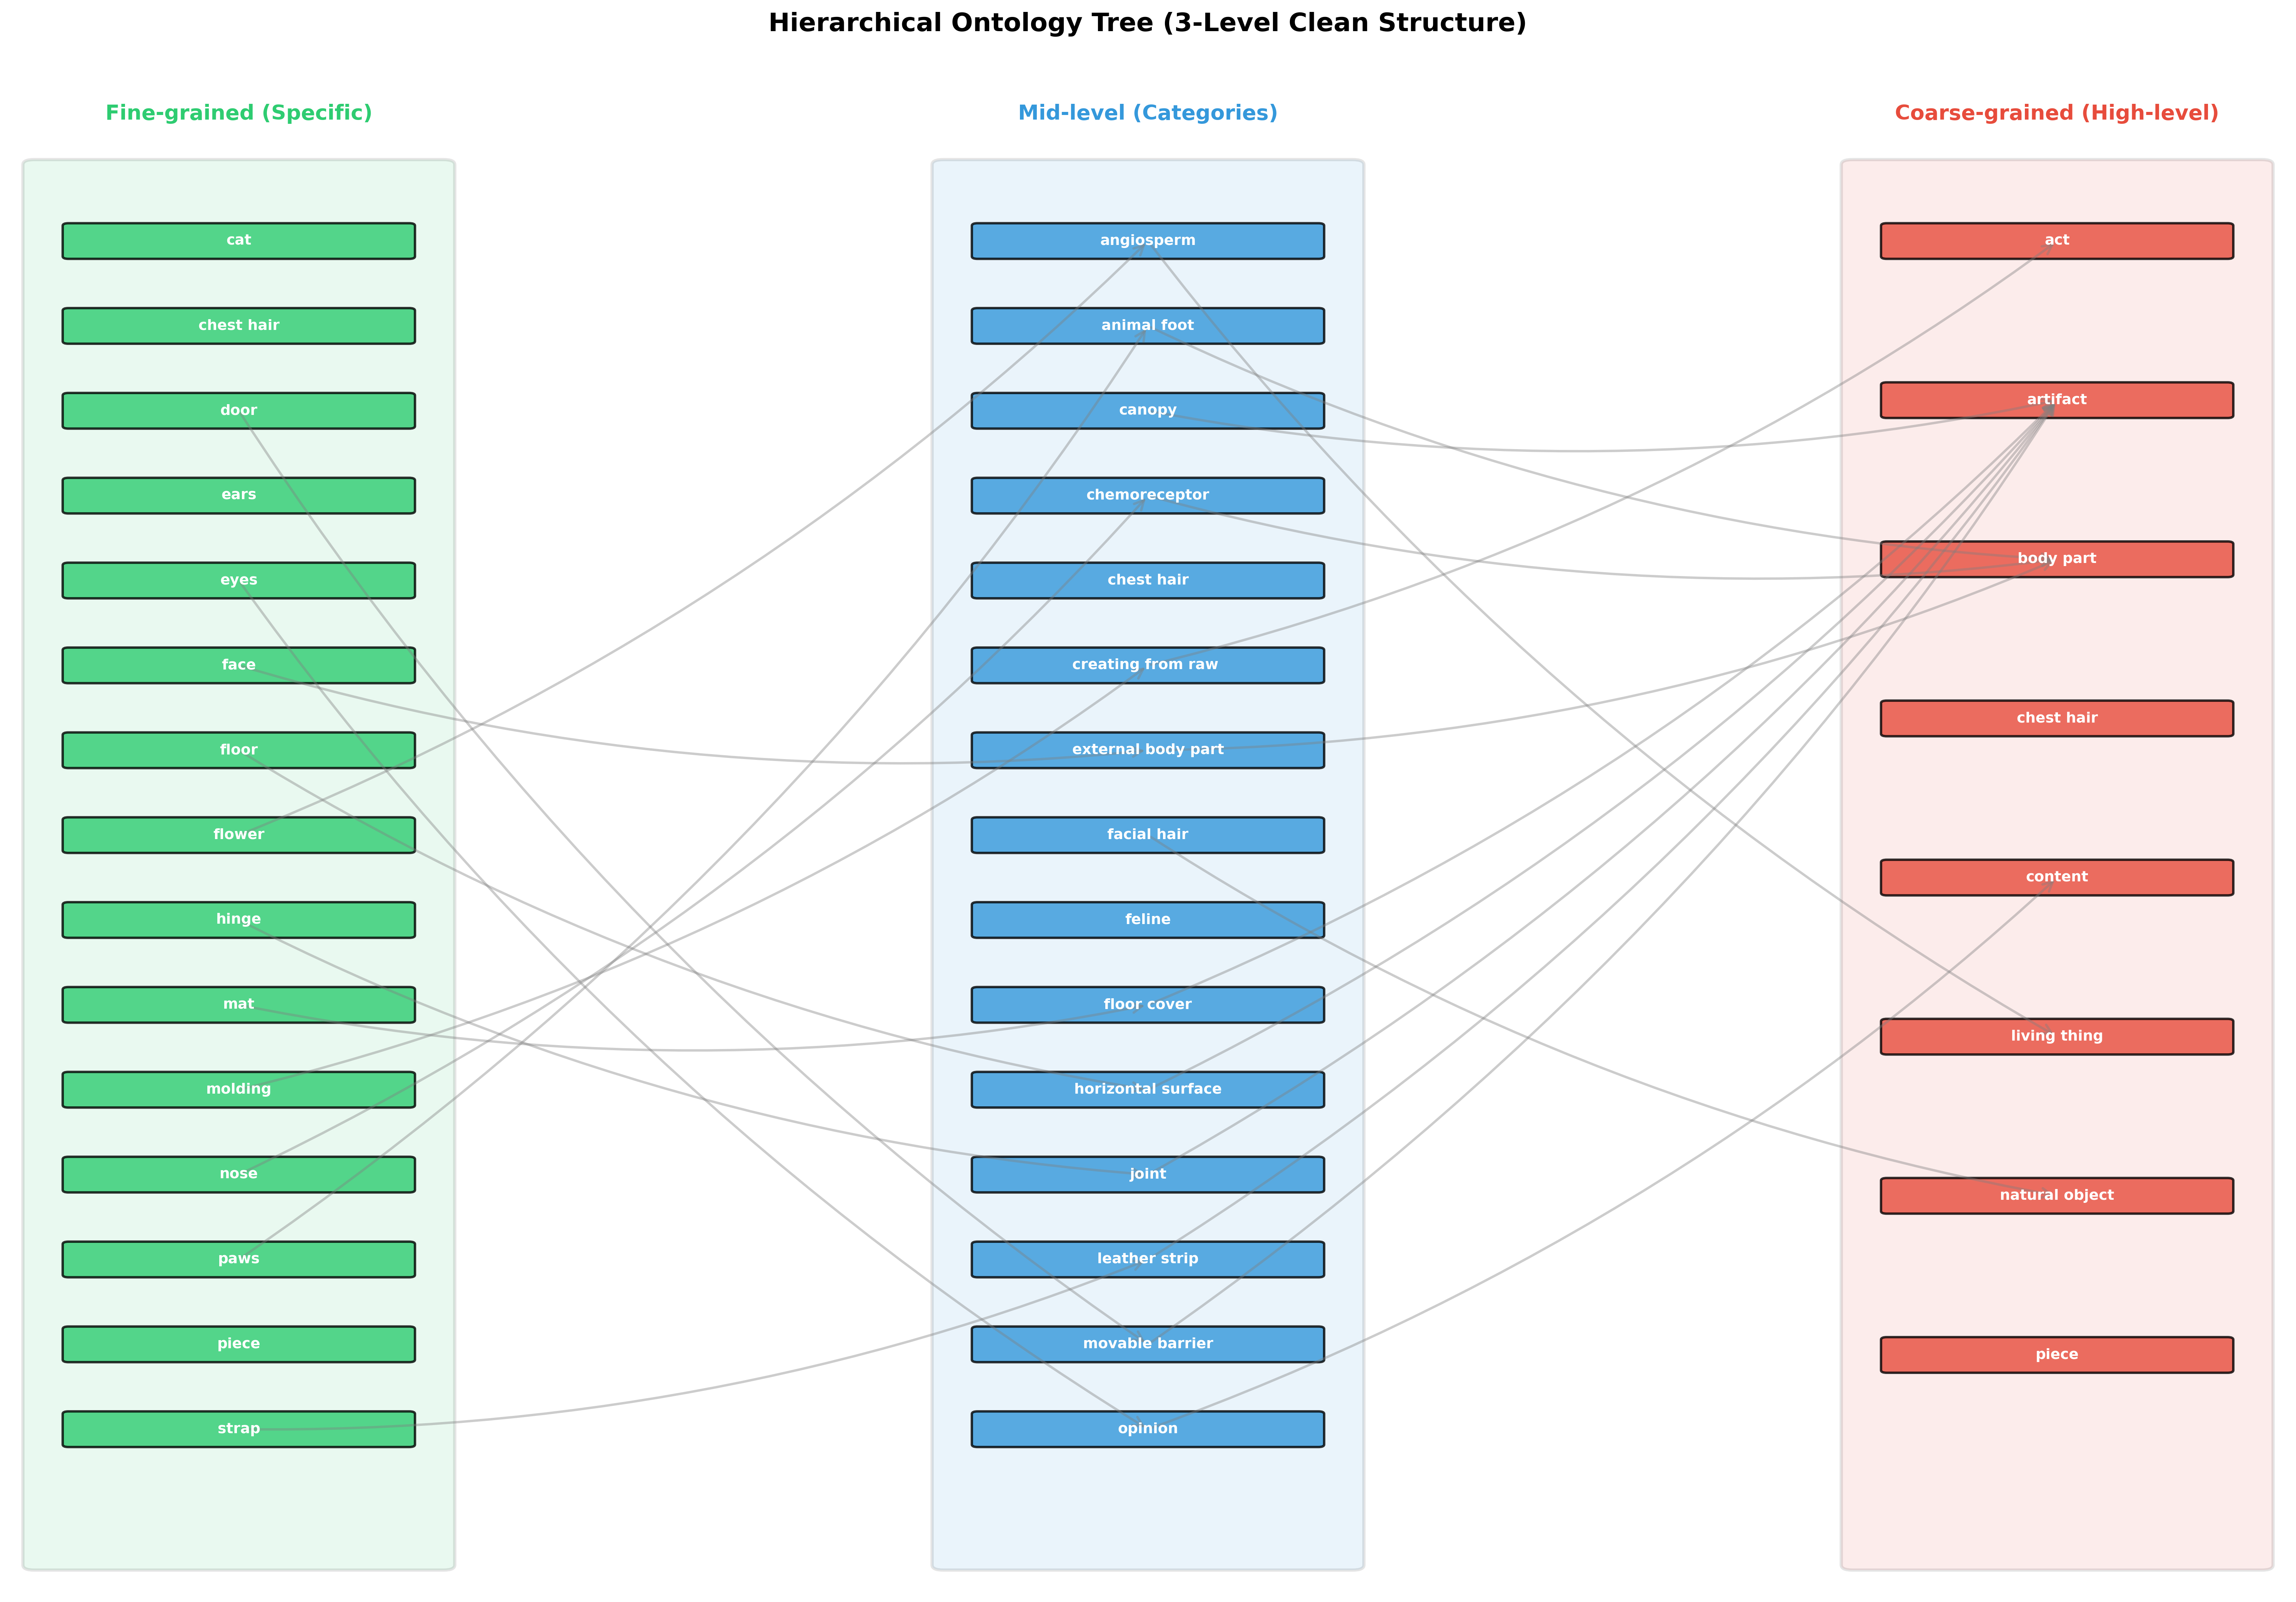 Hierarchical Ontology Tree (3-Level Clean Structure)
Fine-grained (Specific)
cat
chest hair
door
ears
eyes
face
floor
flower
hinge
mat
molding
nose
paws
piece
strap
Mid-level (Categories)
angiosperm
animal foot
canopy
chemoreceptor
chest hair
creating from raw
external body part
facial hair
feline
floor cover
horizontal surface
joint
leather strip
movable barrier
opinion
Coarse-grained (High-level)
act
artifact
body part
chest hair
content
living thing
natural object
piece